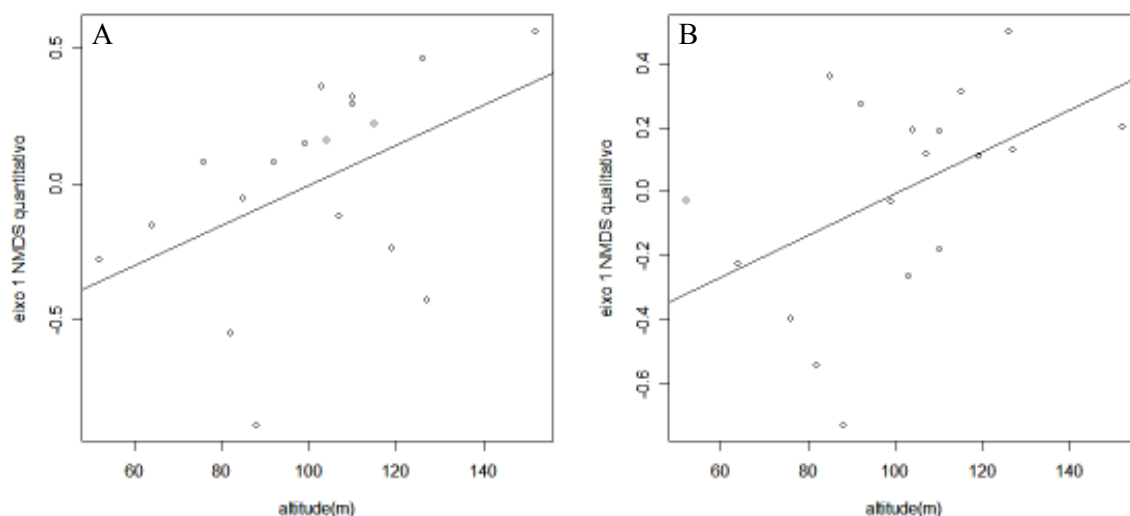 A
eixo 1 NMDS quantitativo
0.5
0.0
-0.5
60 80 100 120 140
altitude(m)
B
eixo 1 NMDS qualitativo
0.4
0.2
0.0
-0.2
-0.4
-0.6
60 80 100 120 140
altitude(m)